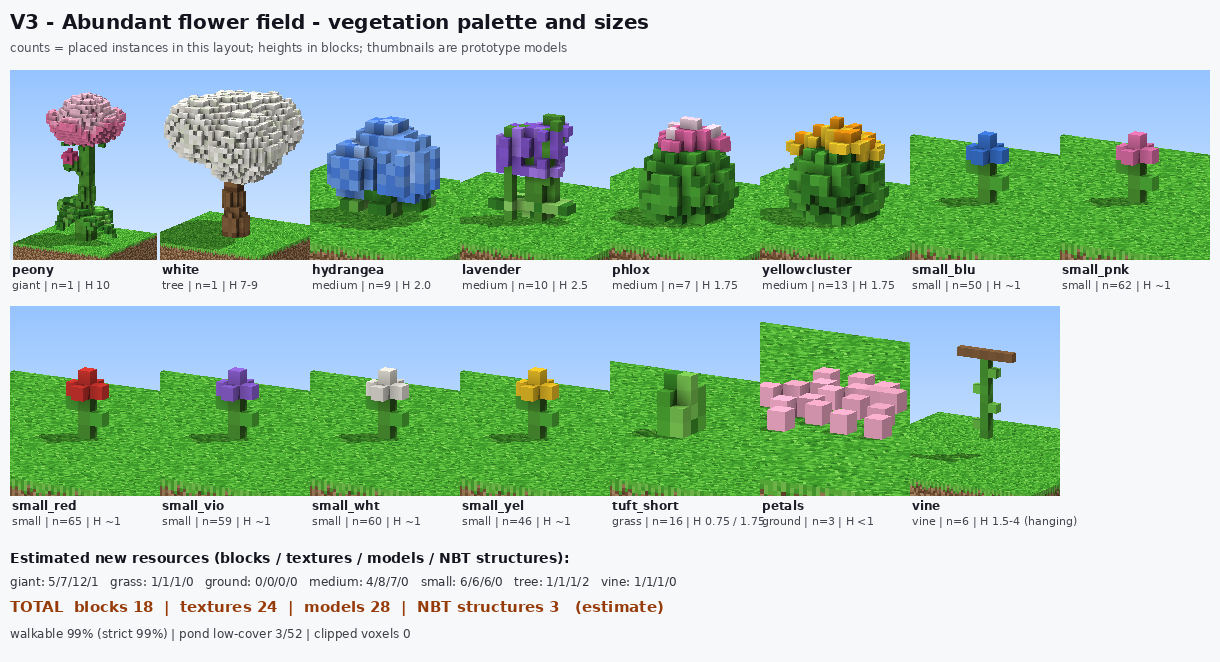 V3 - Abundant flower field - vegetation palette and sizes
counts = placed instances in this layout; heights in blocks; thumbnails are prototype models
peony white hydrangea lavender phlox yellowcluster small_blu small_pnk
giant | n=1 | H 10 tree | n=1 | H 7-9 medium | n=9 | H 2.0 medium | n=10 | H 2.5 medium | n=7 | H 1.75 medium | n=13 | H 1.75 small | n=50 | H ~1 small | n=62 | H ~1
small_red small_vio small_wht small_yel tuft_short petals vine
small | n=65 | H ~1 small | n=59 | H ~1 small | n=60 | H ~1 small | n=46 | H ~1 grass | n=16 | H 0.75 / 1.75 ground | n=3 | H <1 vine | n=6 | H 1.5-4 (hanging)
Estimated new resources (blocks / textures / models / NBT structures):
giant: 5/7/12/1 grass: 1/1/1/0 ground: 0/0/0/0 medium: 4/8/7/0 small: 6/6/6/0 tree: 1/1/1/2 vine: 1/1/1/0
TOTAL blocks 18 | textures 24 | models 28 | NBT structures 3 (estimate)
walkable 99% (strict 99%) | pond low-cover 3/52 | clipped voxels 0